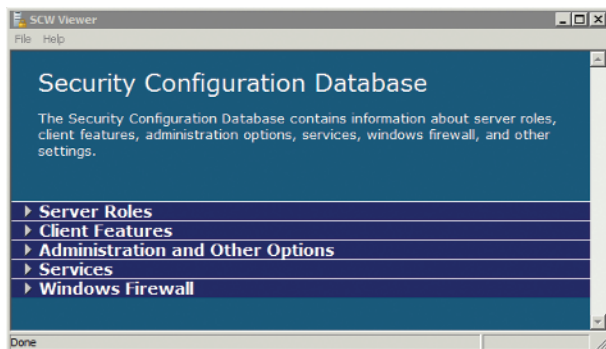 SCW Viewer
File Help
Security Configuration Database
The Security Configuration Database contains information about server roles,
client features, administration options, services, windows firewall, and other
settings.
Server Roles
Client Features
Administration and Other Options
Services
Windows Firewall
Done